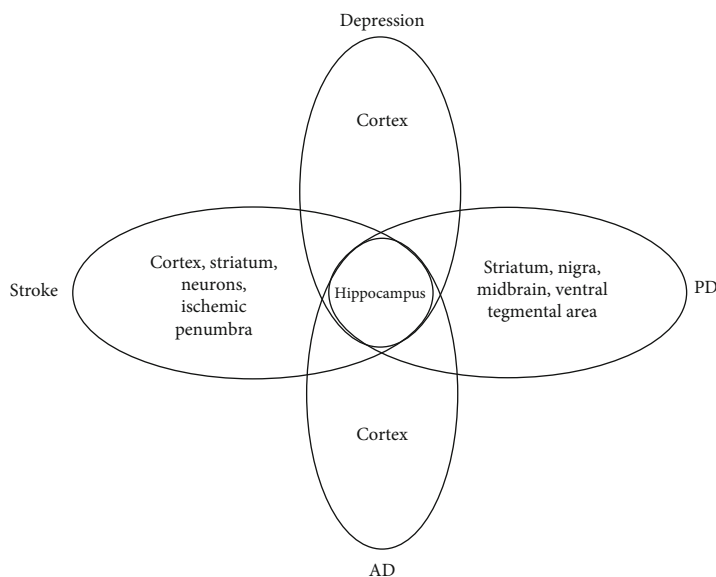 Depression
Cortex
Stroke
Cortex, striatum,
neurons,
ischemic
penumbra
Hippocampus
Striatum, nigra,
midbrain, ventral
tegmental area
PD
Cortex
AD